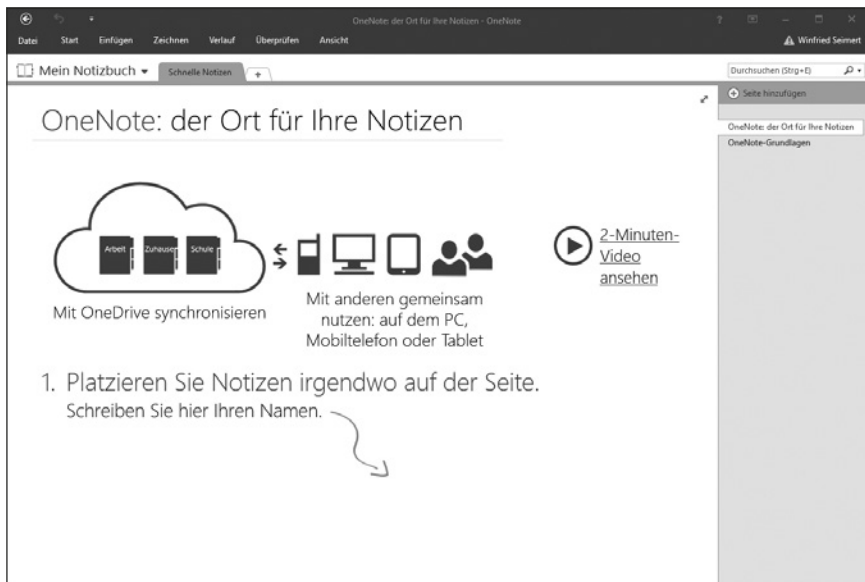 OneNote: der Ort für Ihre Notizen - OneNote
Datei Start Einfügen Zeichnen Verlauf Überprüfen Ansicht Winfried Seimert
Mein Notizbuch Schnelle Notizen + Durchsuchen (Strg+E)
Seite hinzufügen
OneNote: der Ort für Ihre Notizen
OneNote-Grundlagen
OneNote: der Ort für Ihre Notizen
Arbeit Zuhause Schule
Mit OneDrive synchronisieren
Mit anderen gemeinsam
nutzen: auf dem PC,
Mobiltelefon oder Tablet
2-Minuten-
Video
ansehen
1. Platzieren Sie Notizen irgendwo auf der Seite.
Schreiben Sie hier Ihren Namen.